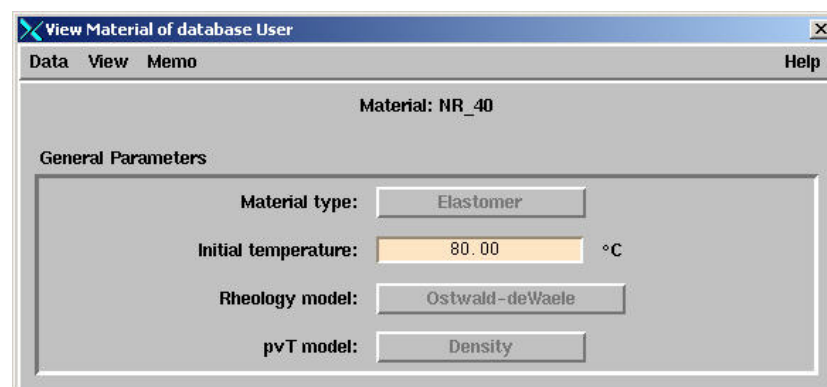 View Material of database User
Data View Memo Help
Material: NR_40
General Parameters
Material type: Elastomer
Initial temperature: 80.00 °C
Rheology model: Ostwald-deWaele
pvT model: Density